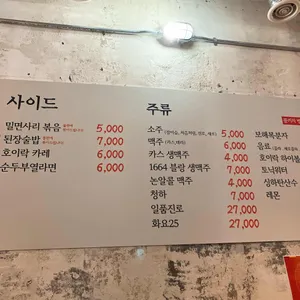 사이드
밀면사리 볶음 5,000
된장술밥 7,000
호이락 카레 6,000
순두부열라면 6,000
주류
소주 5,000
맥주 6,000
카스 생맥주 4,000
1664 블랑 생맥주 7,000
논알콜 맥주 4,000
청하 7,000
일품진로 27,000
화요25 27,000
보해복분자
음료
호이락 하이볼
토닉워터
싱하탄산수
레몬